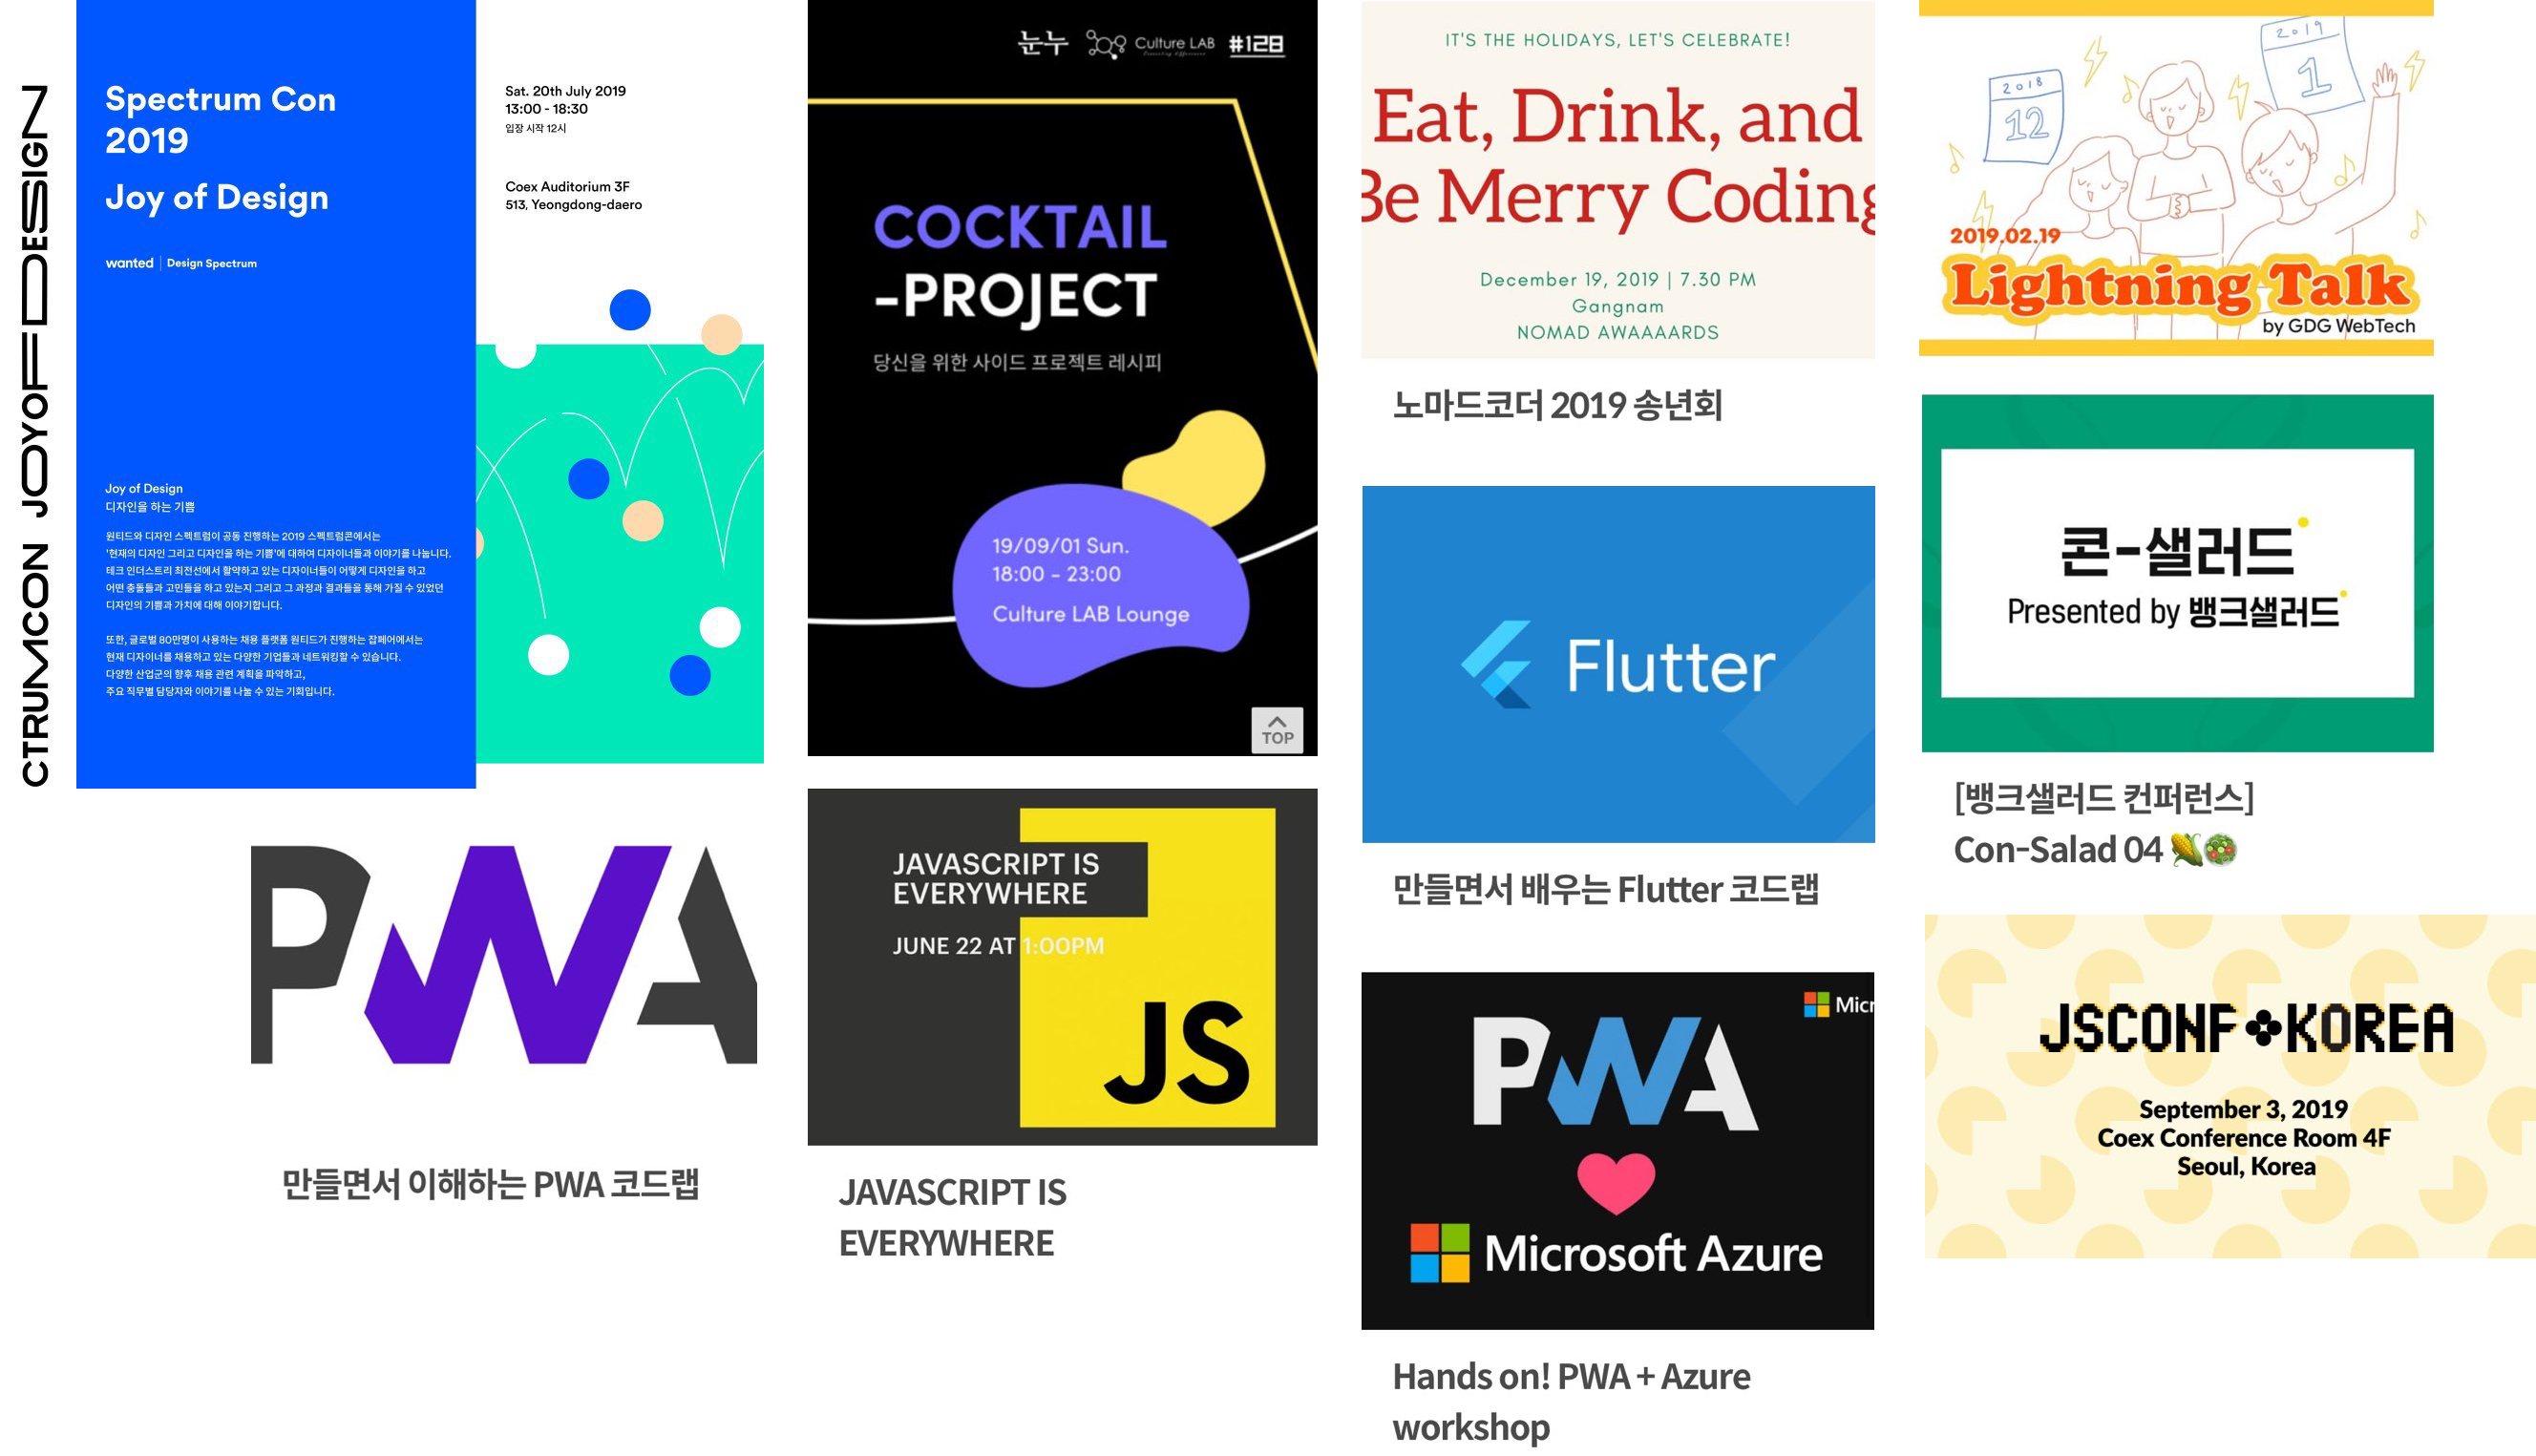 CTRUMCON JOYOFDESIGN
Spectrum Con
2019
Joy of Design
wanted | Design Spectrum
Joy of Design
디자인을 하는 기쁨
원티드와 디자인 스펙트럼이 공동 진행하는 2019 스펙트럼콘에서는
'현재의 디자인 그리고 디자인을 하는 기쁨'에 대하여 디자이너들과 이야기를 나눕니다.
테크 인더스트리 최전선에서 활약하고 있는 디자이너들이 어떻게 디자인을 하고
어떤 충돌들과 고민들을 하고 있는지 그리고 그 과정과 결과들을 통해 가질 수 있었던
디자인의 기쁨과 가치에 대해 이야기합니다.
또한, 글로벌 80만명이 사용하는 채용 플랫폼 원티드가 진행하는 잡페어에서는
현재 디자이너를 채용하고 있는 다양한 기업들과 네트워킹할 수 있습니다.
다양한 산업군의 향후 채용 관련 계획을 파악하고,
주요 직무별 담당자와 이야기를 나눌 수 있는 기회입니다.
Sat. 20th July 2019
13:00 - 18:30
입장 시작 12시
Coex Auditorium 3F
513, Yeongdong-daero
PWA
만들면서 이해하는 PWA 코드랩
눈누 Culture LAB #128
COCKTAIL
-PROJECT
당신을 위한 사이드 프로젝트 레시피
19/09/01 Sun.
18:00 - 23:00
Culture LAB Lounge
TOP
JAVASCRIPT IS
EVERYWHERE
JUNE 22 AT 1:00PM
JS
JAVASCRIPT IS
EVERYWHERE
IT'S THE HOLIDAYS, LET'S CELEBRATE!
Eat, Drink, and
Be Merry Coding
December 19, 2019 | 7.30 PM
Gangnam
NOMAD AWAAAARDS
노마드코더 2019 송년회
Flutter
만들면서 배우는 Flutter 코드랩
Micr
PWA
Microsoft Azure
Hands on! PWA + Azure
workshop
2018
12
2019
1
2019.02.19
Lightning Talk
by GDG WebTech
콘-샐러드
Presented by 뱅크샐러드
[뱅크샐러드 컨퍼런스]
Con-Salad 04 🌽🥗
JSCONF KOREA
September 3, 2019
Coex Conference Room 4F
Seoul, Korea